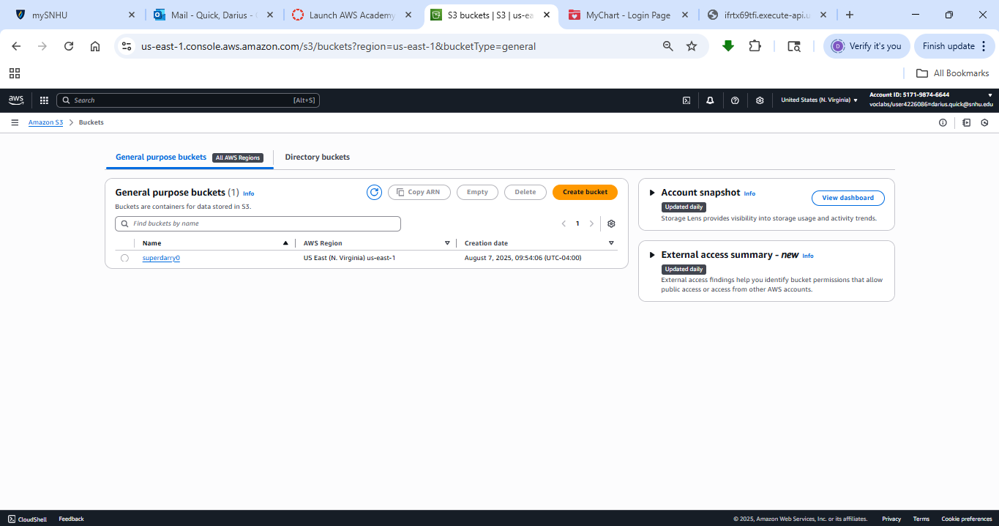 mySNHU
Mail - Quick, Darius -
Launch AWS Academy
S3 buckets | S3 | us-ea
MyChart - Login Page
ifrtx69tfi.execute-api.u
us-east-1.console.aws.amazon.com/s3/buckets?region=us-east-1&bucketType=general
D
Verify it's you
Finish update
All Bookmarks
aws
Search
[Alt+S]
United States (N. Virginia)
Account ID: 5171-9874-6644
voclabs/user4226086=darius.quick@snhu.edu
Amazon S3
Buckets
General purpose buckets
All AWS Regions
Directory buckets
General purpose buckets (1)
Info
Copy ARN
Empty
Delete
Create bucket
Buckets are containers for data stored in S3.
Find buckets by name
1
Name
AWS Region
Creation date
superdarry0
US East (N. Virginia) us-east-1
August 7, 2025, 09:54:06 (UTC-04:00)
Account snapshot
Info
View dashboard
Updated daily
Storage Lens provides visibility into storage usage and activity trends.
External access summary - new
Info
Updated daily
External access findings help you identify bucket permissions that allow
public access or access from other AWS accounts.
CloudShell
Feedback
© 2025, Amazon Web Services, Inc. or its affiliates.
Privacy
Terms
Cookie preferences